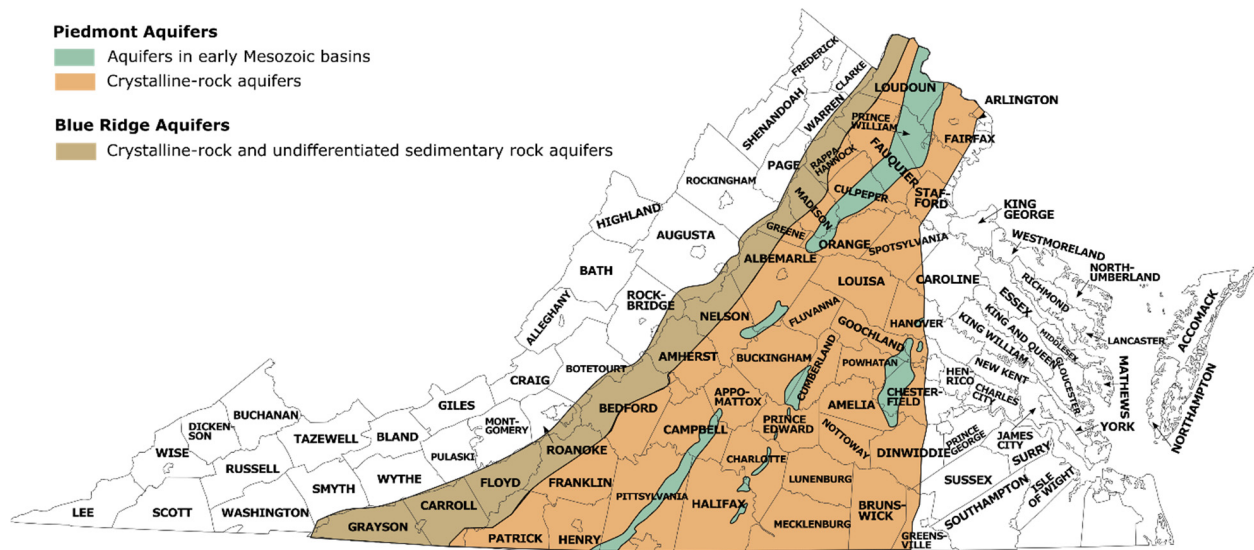 Piedmont Aquifers
Aquifers in early Mesozoic basins
Crystalline-rock aquifers
Blue Ridge Aquifers
Crystalline-rock and undifferentiated sedimentary rock aquifers
FREDERICK
CLARKE
LOUDOUN
SHENANDOAH
WARREN
ARLINGTON
PRINCE
WILLIAM
FAIRFAX
FAUQUIER
PAGE
RAPPA-
HANNOCK
ROCKINGHAM
CULPEPER
STAF-
FORD
MADISON
KING
GEORGE
HIGHLAND
GREENE
ORANGE
SPOTSYLVANIA
WESTMORELAND
AUGUSTA
ALBEMARLE
BATH
LOUISA
CAROLINE
NORTH-
UMBERLAND
RICHMOND
ESSEX
ROCK-
BRIDGE
ALLEGHANY
NELSON
FLUVANNA
GOOCHLAND
HANOVER
KING AND QUEEN
KING WILLIAM
MIDDLESEX
LANCASTER
ACCOMACK
AMHERST
BUCKINGHAM
CUMBERLAND
POWHATAN
HEN-
RICO
NEW KENT
GLOUCESTER
MATHEWS
NORTHAMPTON
BOTETOURT
CRAIG
APPO-
MATTOX
CHARLES
CITY
CHESTER-
FIELD
AMELIA
GILES
BEDFORD
BUCHANAN
DICKEN-
SON
MONT-
GOMERY
CAMPBELL
PRINCE
EDWARD
NOTTOWAY
PRINCE
GEORGE
JAMES
CITY
YORK
SURRY
TAZEWELL
BLAND
WISE
PULASKI
ROANOKE
DINWIDDIE
CHARLOTTE
RUSSELL
WYTHE
SMYTH
FLOYD
FRANKLIN
LUNENBURG
SUSSEX
ISLE
OF WIGHT
SOUTHAMPTON
PITTSYLVANIA
HALIFAX
BRUNS-
WICK
CARROLL
LEE
SCOTT
WASHINGTON
GRAYSON
MECKLENBURG
PATRICK
HENRY
GREENS-
VILLE